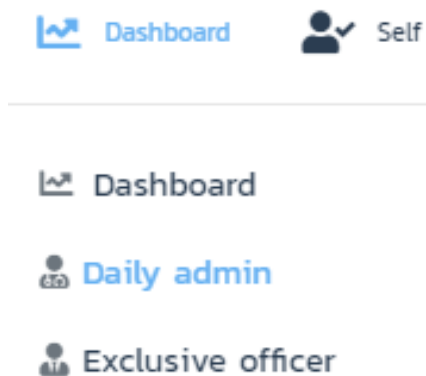 Dashboard Self
Dashboard
Daily admin
Exclusive officer